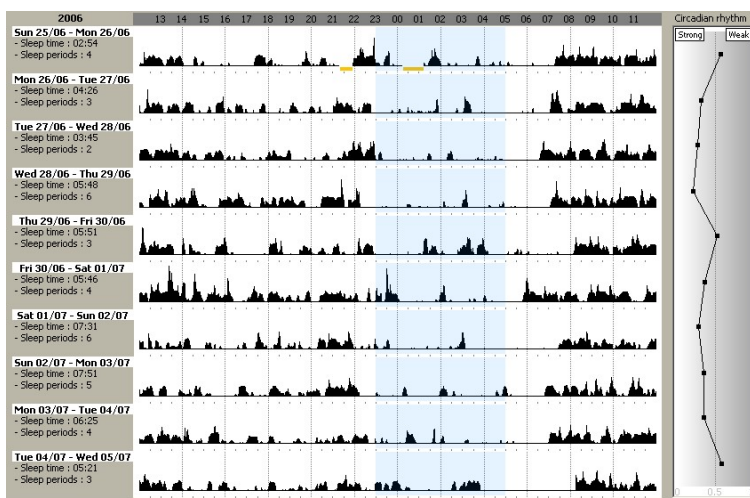 2006 13 14 15 16 17 18 19 20 21 22 23 00 01 02 03 04 05 06 07 08 09 10 11 Circadian rhythm
Strong Weak
Sun 25/06 - Mon 26/06
- Sleep time : 02:54
- Sleep periods : 4
Mon 26/06 - Tue 27/06
- Sleep time : 04:26
- Sleep periods : 3
Tue 27/06 - Wed 28/06
- Sleep time : 03:45
- Sleep periods : 2
Wed 28/06 - Thu 29/06
- Sleep time : 05:48
- Sleep periods : 6
Thu 29/06 - Fri 30/06
- Sleep time : 05:51
- Sleep periods : 3
Fri 30/06 - Sat 01/07
- Sleep time : 05:46
- Sleep periods : 4
Sat 01/07 - Sun 02/07
- Sleep time : 07:31
- Sleep periods : 6
Sun 02/07 - Mon 03/07
- Sleep time : 07:51
- Sleep periods : 5
Mon 03/07 - Tue 04/07
- Sleep time : 06:25
- Sleep periods : 4
Tue 04/07 - Wed 05/07
- Sleep time : 05:21
- Sleep periods : 3
0 0.5